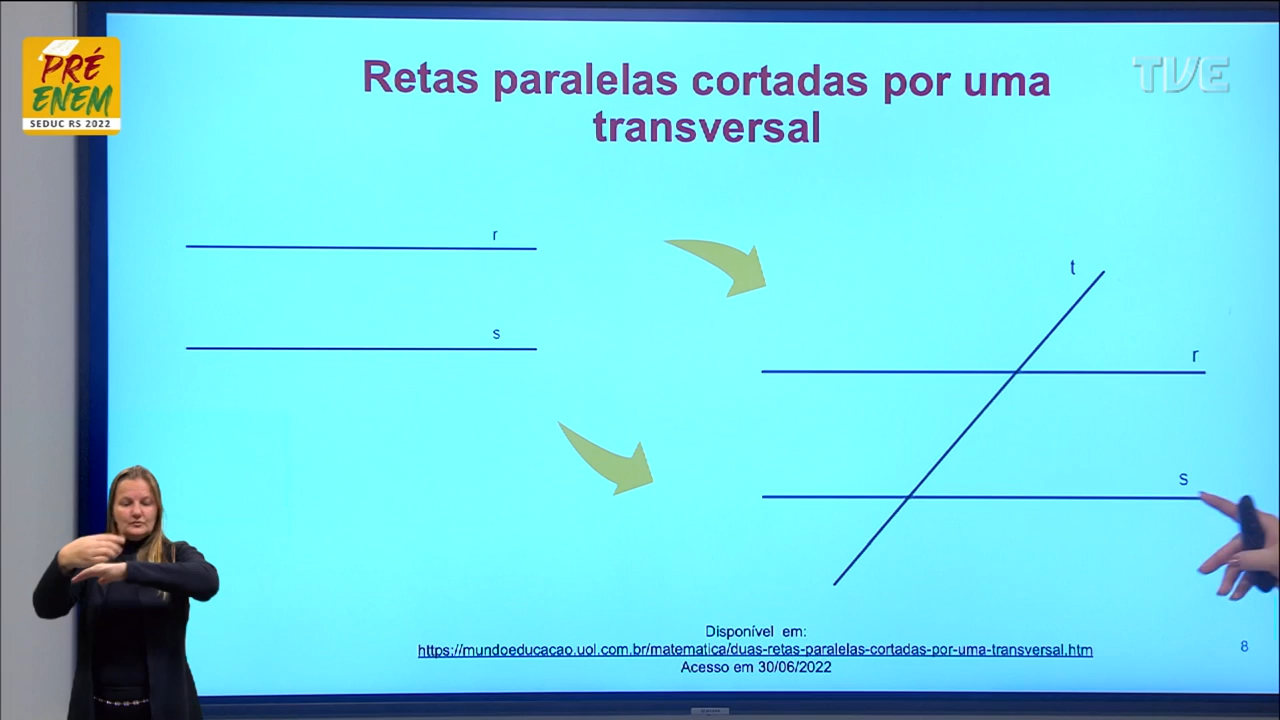 PRÉ
ENEM
SEDUC RS 2022
TVE
Retas paralelas cortadas por uma
transversal
r
s
t
r
s
Disponível em:
https://mundoeducacao.uol.com.br/matematica/duas-retas-paralelas-cortadas-por-uma-transversal.htm
Acesso em 30/06/2022
8